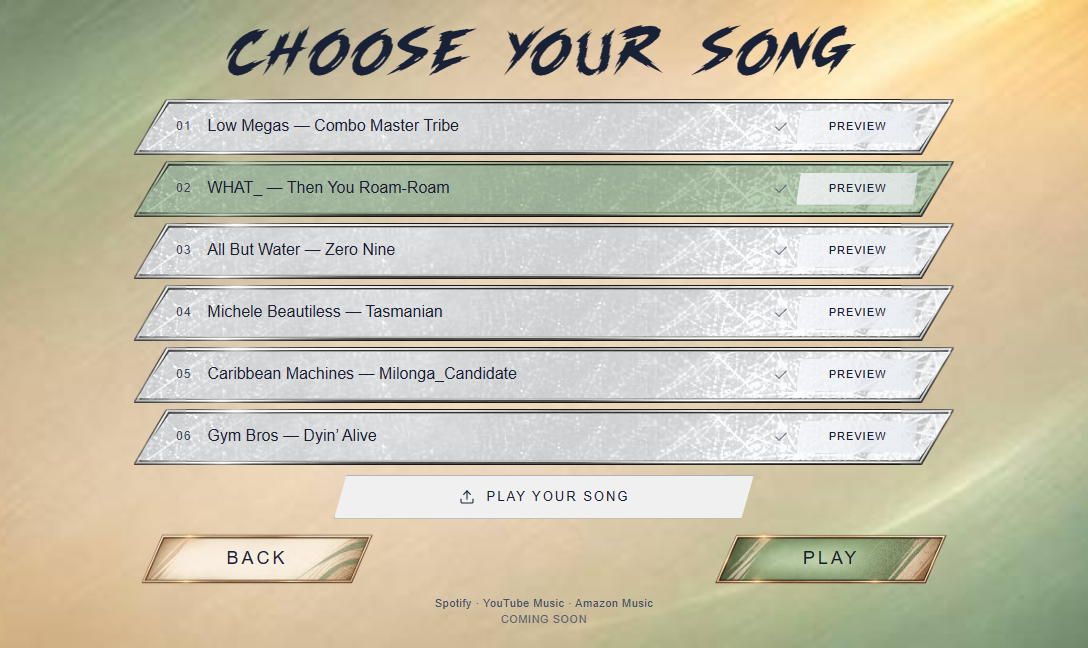 CHOOSE YOUR SONG
01 Low Megas — Combo Master Tribe PREVIEW
02 WHAT_ — Then You Roam-Roam PREVIEW
03 All But Water — Zero Nine PREVIEW
04 Michele Beautiless — Tasmanian PREVIEW
05 Caribbean Machines — Milonga_Candidate PREVIEW
06 Gym Bros — Dyin’ Alive PREVIEW
PLAY YOUR SONG
BACK PLAY
Spotify · YouTube Music · Amazon Music
COMING SOON